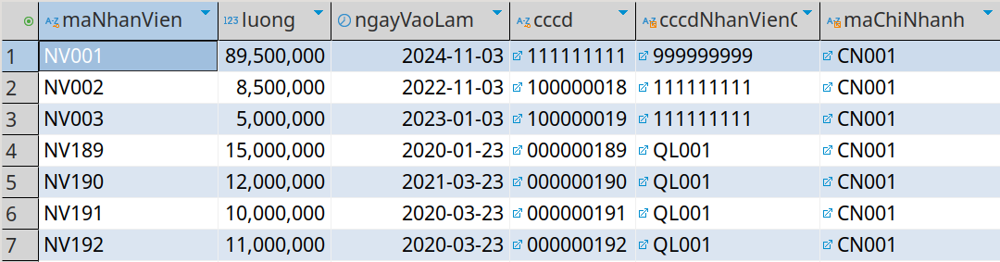 A-Z maNhanVien 123 luong ngayVaoLam A-Z cccd A-Z cccdNhanVienC A-Z maChiNhanh
1 NV001 89,500,000 2024-11-03 111111111 999999999 CN001
2 NV002 8,500,000 2022-11-03 100000018 111111111 CN001
3 NV003 5,000,000 2023-01-03 100000019 111111111 CN001
4 NV189 15,000,000 2020-01-23 000000189 QL001 CN001
5 NV190 12,000,000 2021-03-23 000000190 QL001 CN001
6 NV191 10,000,000 2020-03-23 000000191 QL001 CN001
7 NV192 11,000,000 2020-03-23 000000192 QL001 CN001